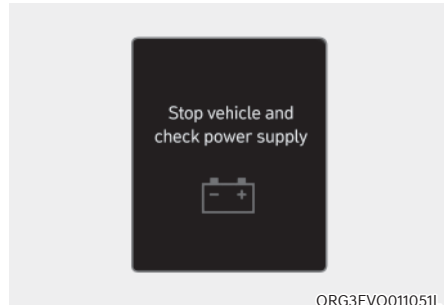 Stop vehicle and
check power supply
- +
ORG3EVQ011051L